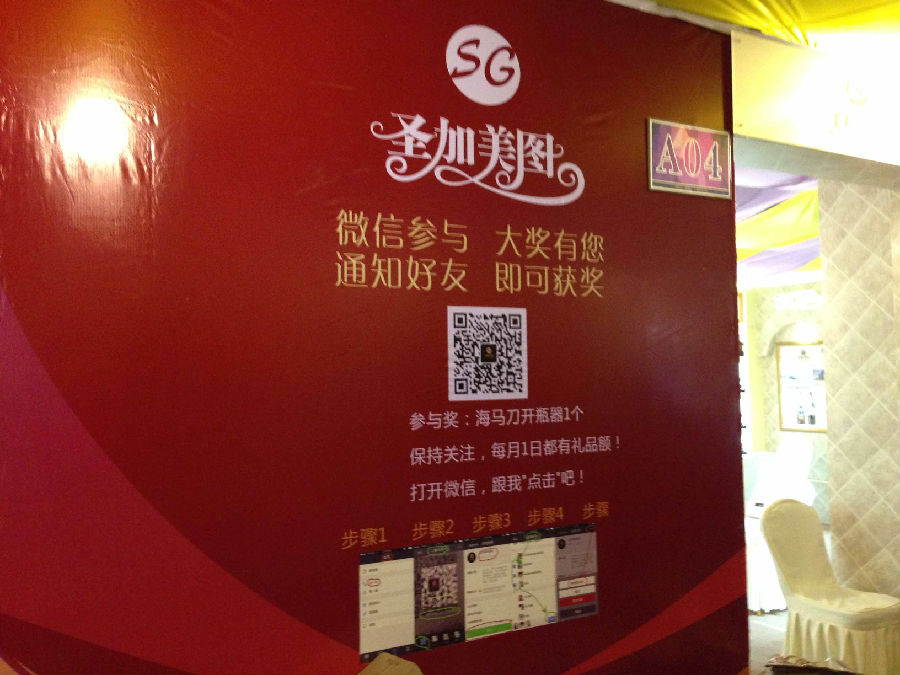 SG
圣加美图
A04
微信参与 大奖有您
通知好友 即可获奖
参与奖：海马刀开瓶器1个
保持关注，每月1日都有礼品额！
打开微信，跟我"点击"吧！
步骤1 步骤2 步骤3 步骤4 步骤